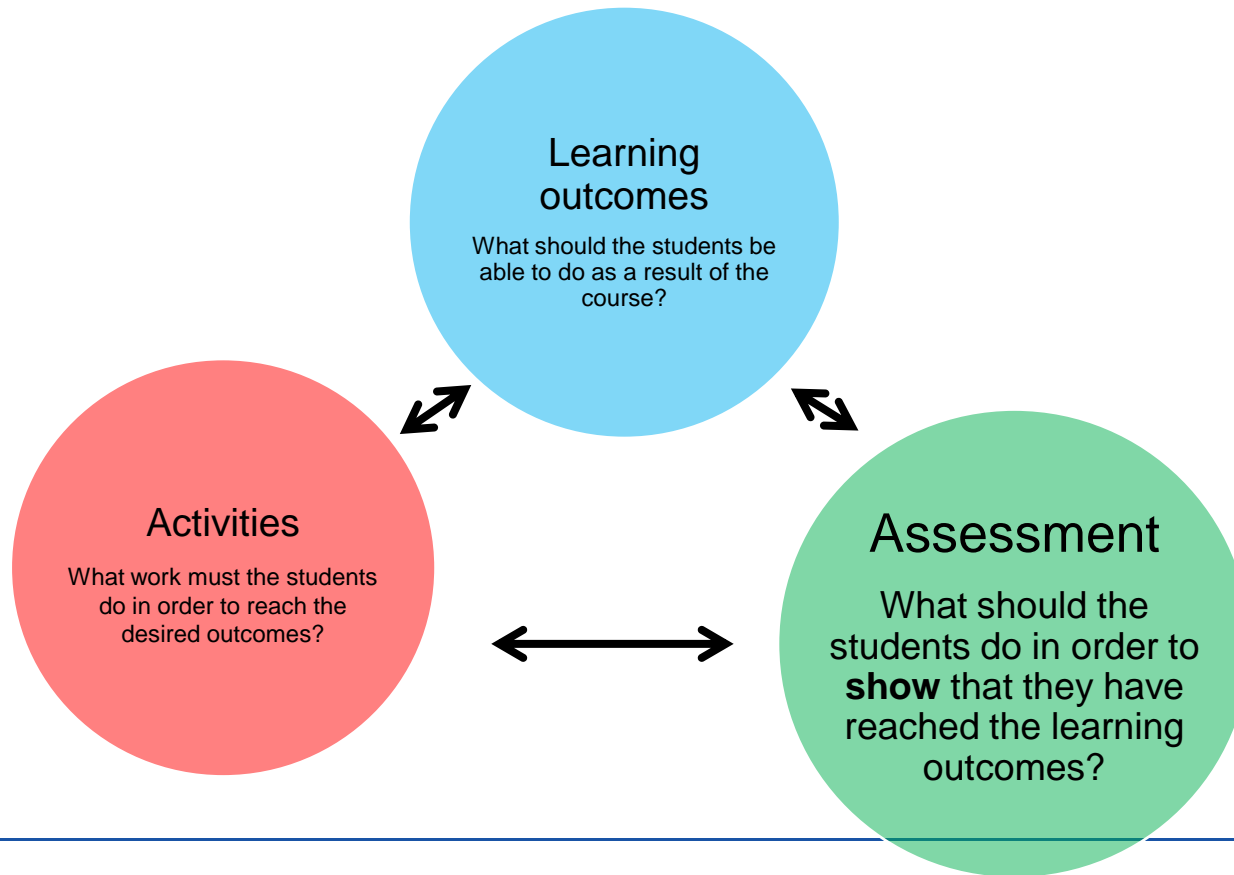 Learning
outcomes
What should the students be
able to do as a result of the
course?
Activities
What work must the students
do in order to reach the
desired outcomes?
Assessment
What should the
students do in order to
show that they have
reached the learning
outcomes?